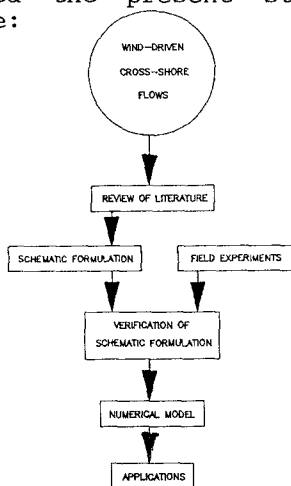 the present
e:
WIND-DRIVEN
CROSS-SHORE
FLOWS
REVIEW OF LITERATURE
SCHEMATIC FORMULATION
FIELD EXPERIMENTS
VERIFICATION OF
SCHEMATIC FORMULATION
NUMERICAL MODEL
APPLICATIONS